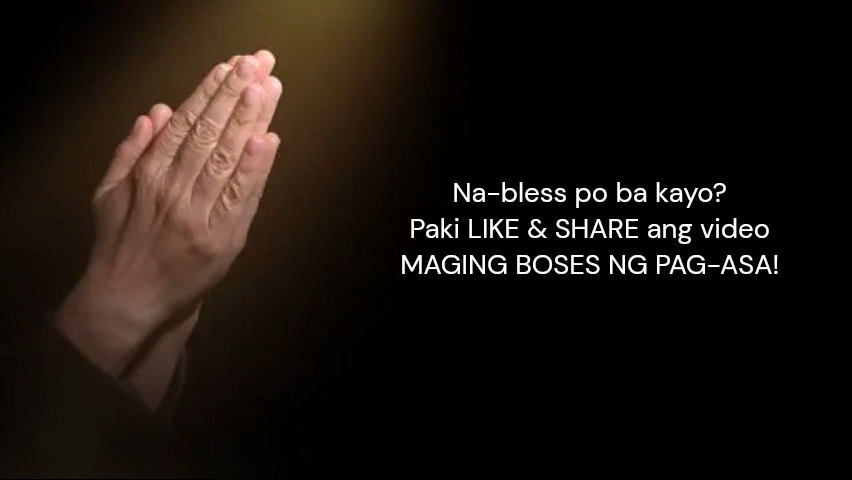 Na-bless po ba kayo?
Paki LIKE & SHARE ang video
MAGING BOSES NG PAG-ASA!